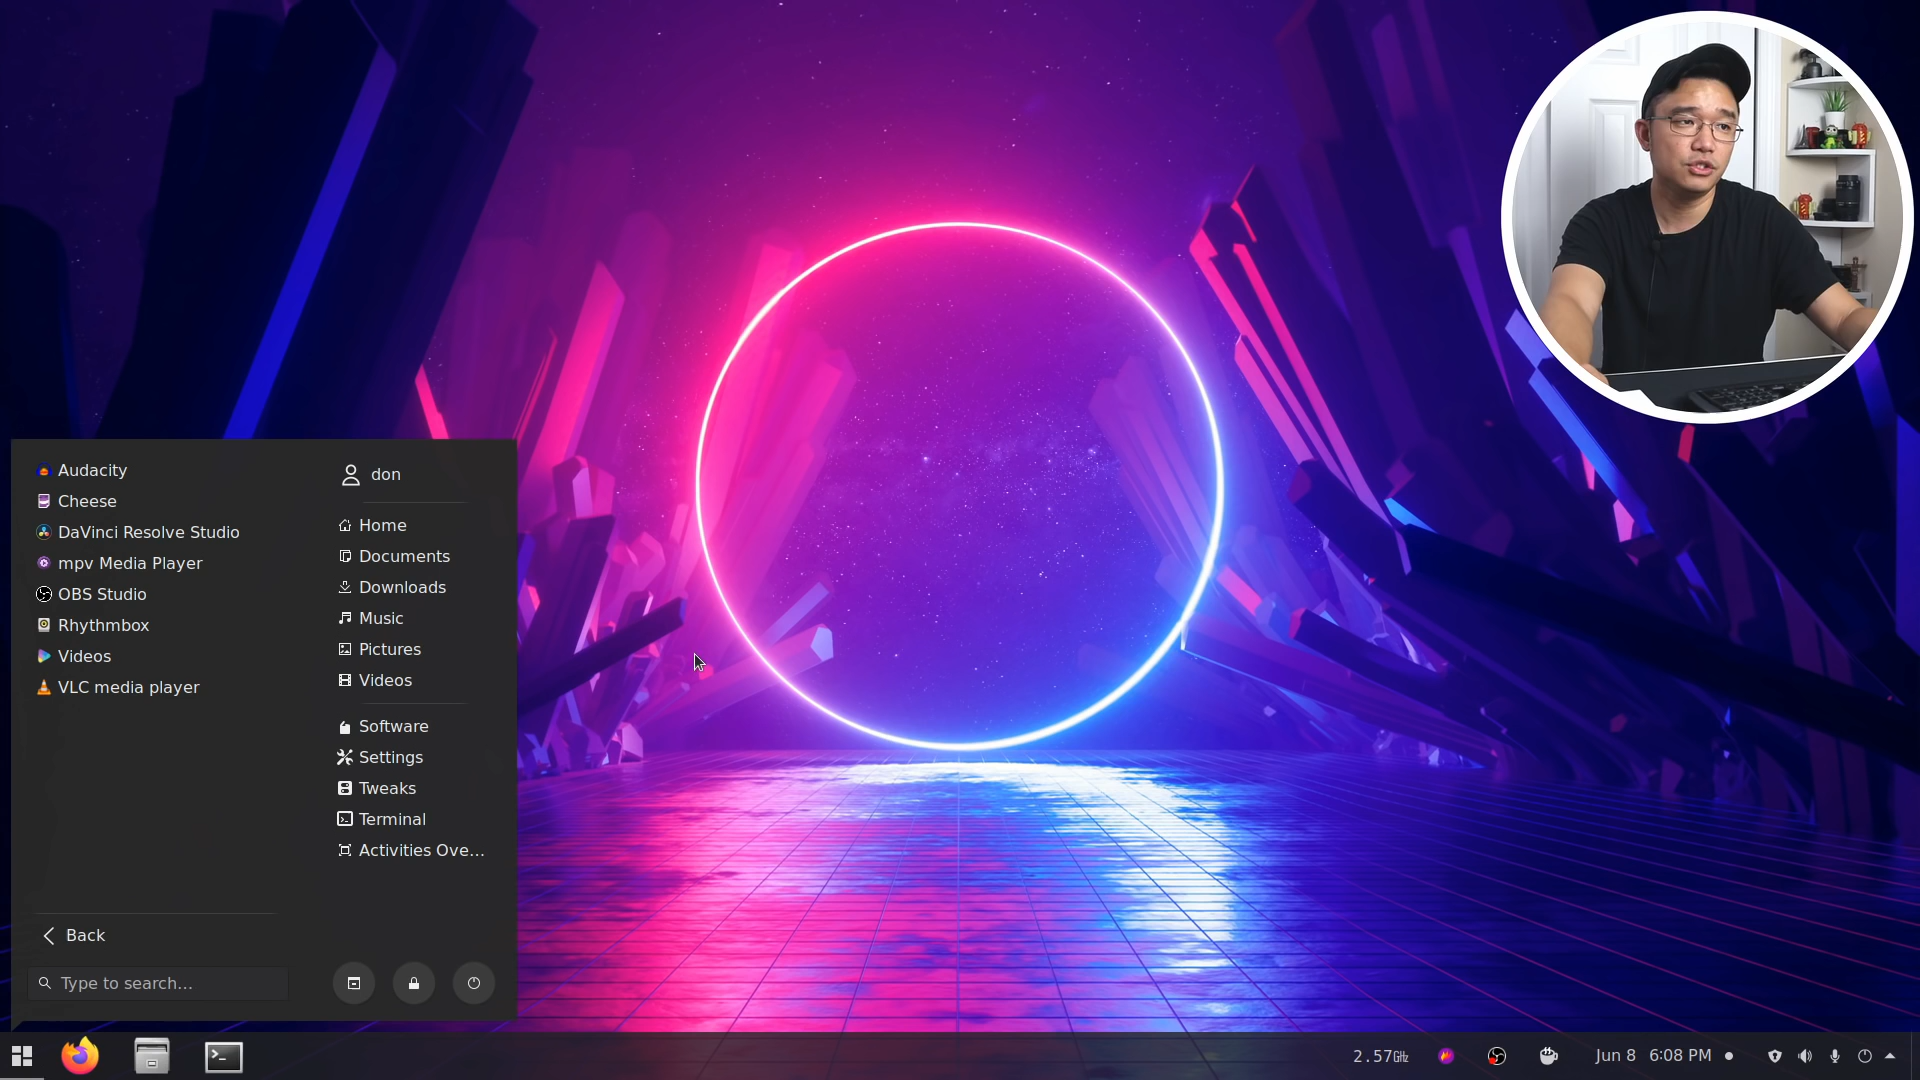 Audacity
Cheese
DaVinci Resolve Studio
mpv Media Player
OBS Studio
Rhythmbox
Videos
VLC media player
Back
Type to search…
don
Home
Documents
Downloads
Music
Pictures
Videos
Software
Settings
Tweaks
Terminal
Activities Ove…
2.57GHz
Jun 8 6:08 PM